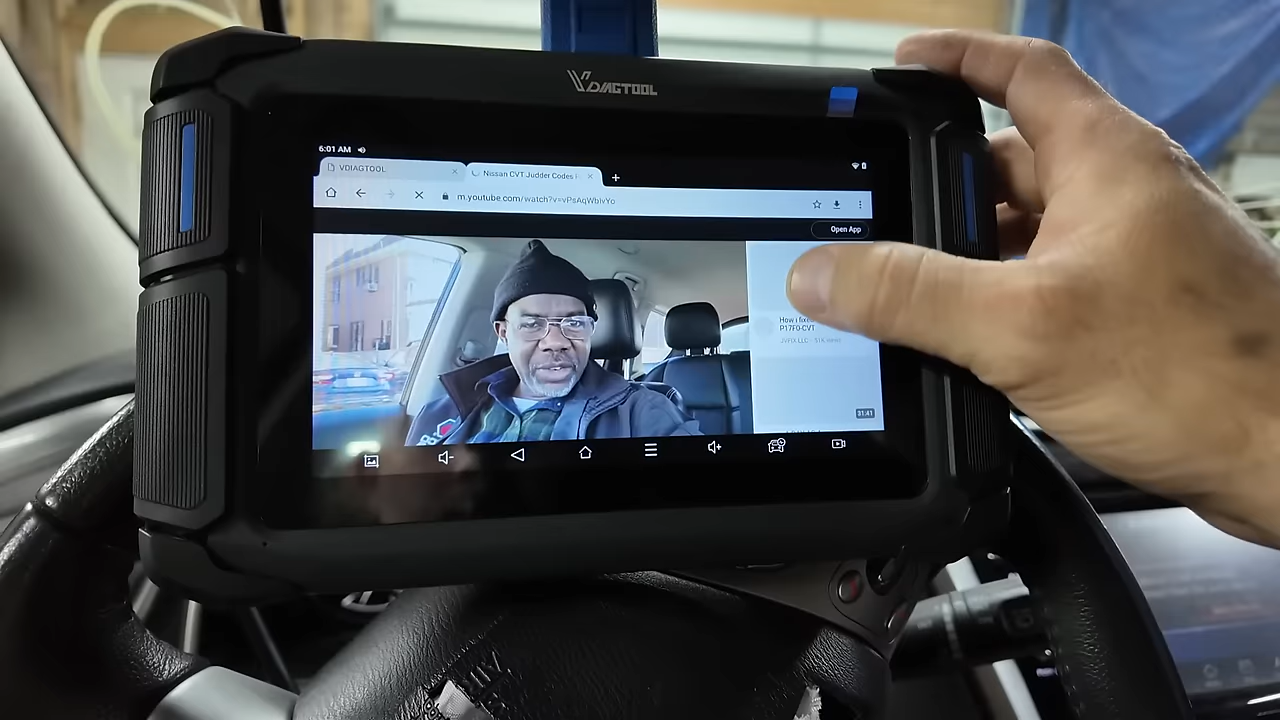 VDIAGTOOL
6:01 AM
VDIAGTOOL
Nissan CVT Judder Codes
m.youtube.com/watch?v=vPsAqWbivYo
Open App
How i fixe
P17F0-CVT
31:41